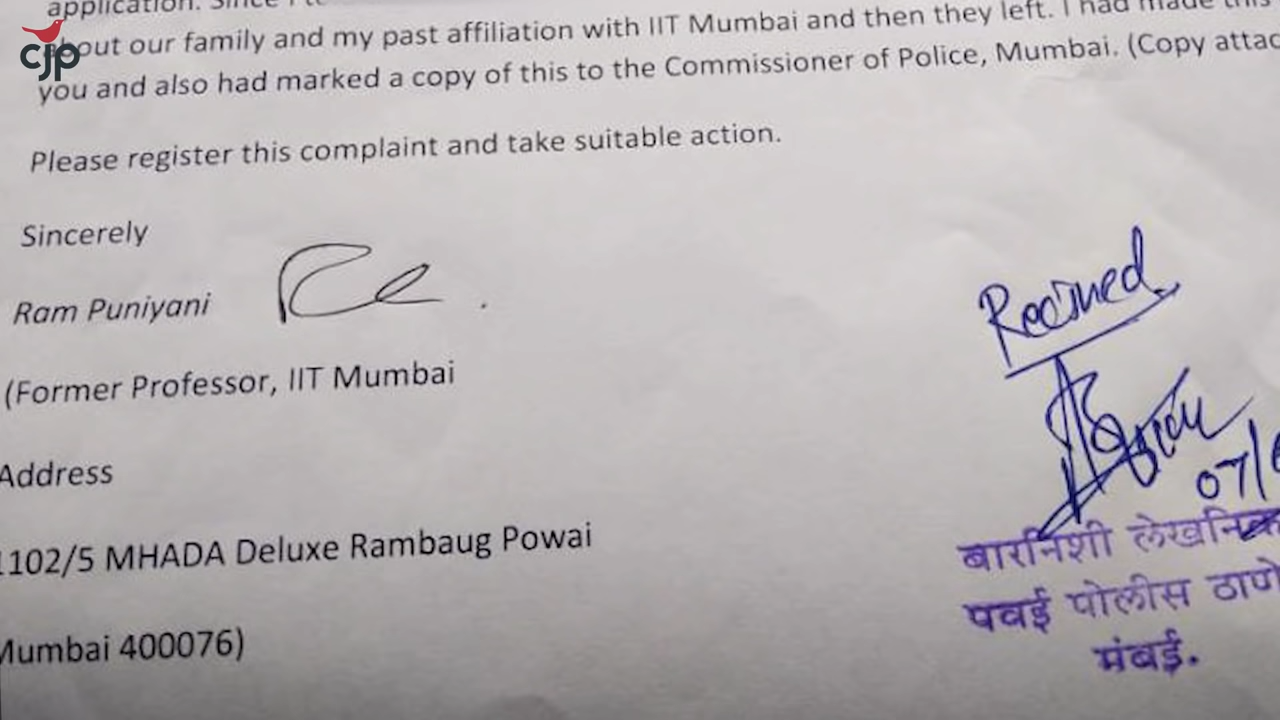 cjp
application. Since I
about our family and my past affiliation with IIT Mumbai and then they left. I had made this
you and also had marked a copy of this to the Commissioner of Police, Mumbai. (Copy attac
Please register this complaint and take suitable action.
Sincerely
Ram Puniyani
(Former Professor, IIT Mumbai
Address
1102/5 MHADA Deluxe Rambaug Powai
Mumbai 400076)
Received
07/
बारनिशी लेखनिक
पवई पोलीस ठाणे
मंबई.